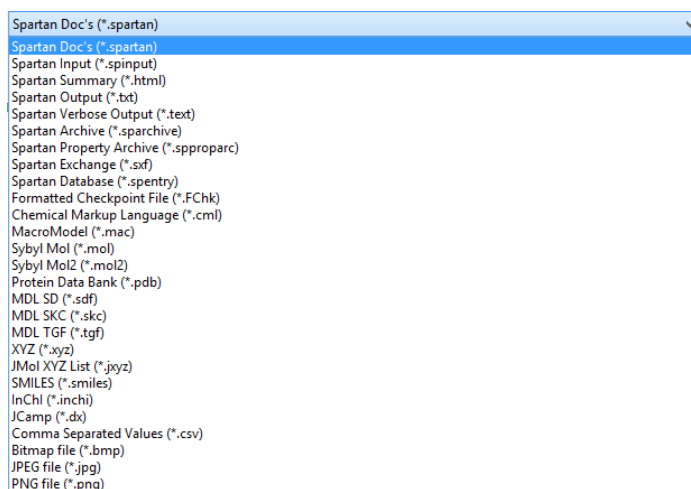 Spartan Doc's (*.spartan)
Spartan Doc's (*.spartan)
Spartan Input (*.spinput)
Spartan Summary (*.html)
Spartan Output (*.txt)
Spartan Verbose Output (*.text)
Spartan Archive (*.sparchive)
Spartan Property Archive (*.spproparc)
Spartan Exchange (*.sxf)
Spartan Database (*.spentry)
Formatted Checkpoint File (*.FChk)
Chemical Markup Language (*.cml)
MacroModel (*.mac)
Sybyl Mol (*.mol)
Sybyl Mol2 (*.mol2)
Protein Data Bank (*.pdb)
MDL SD (*.sdf)
MDL SKC (*.skc)
MDL TGF (*.tgf)
XYZ (*.xyz)
JMol XYZ List (*.jxyz)
SMILES (*.smiles)
InChI (*.inchi)
JCamp (*.dx)
Comma Separated Values (*.csv)
Bitmap file (*.bmp)
JPEG file (*.jpg)
PNG file (*.png)